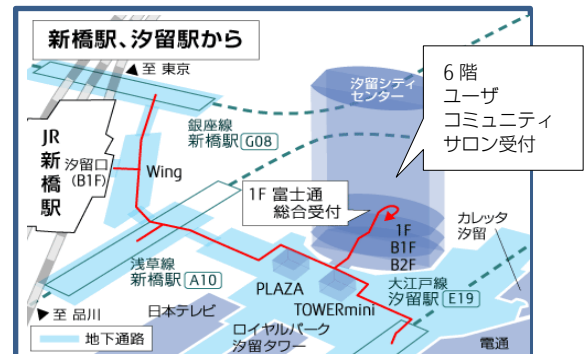 新橋駅、汐留駅から
至 東京
汐留シティ
センター
6階
ユーザ
コミュニティ
サロン受付
銀座線
新橋駅 G08
JR
新
橋
駅
汐留口
(B1F)
Wing
1F 富士通
総合受付
カレッタ
汐留
1F
B1F
B2F
浅草線
新橋駅 A10
大江戸線
汐留駅 E19
PLAZA
TOWERmini
至 品川
日本テレビ
ロイヤルパーク
汐留タワー
地下通路
電通